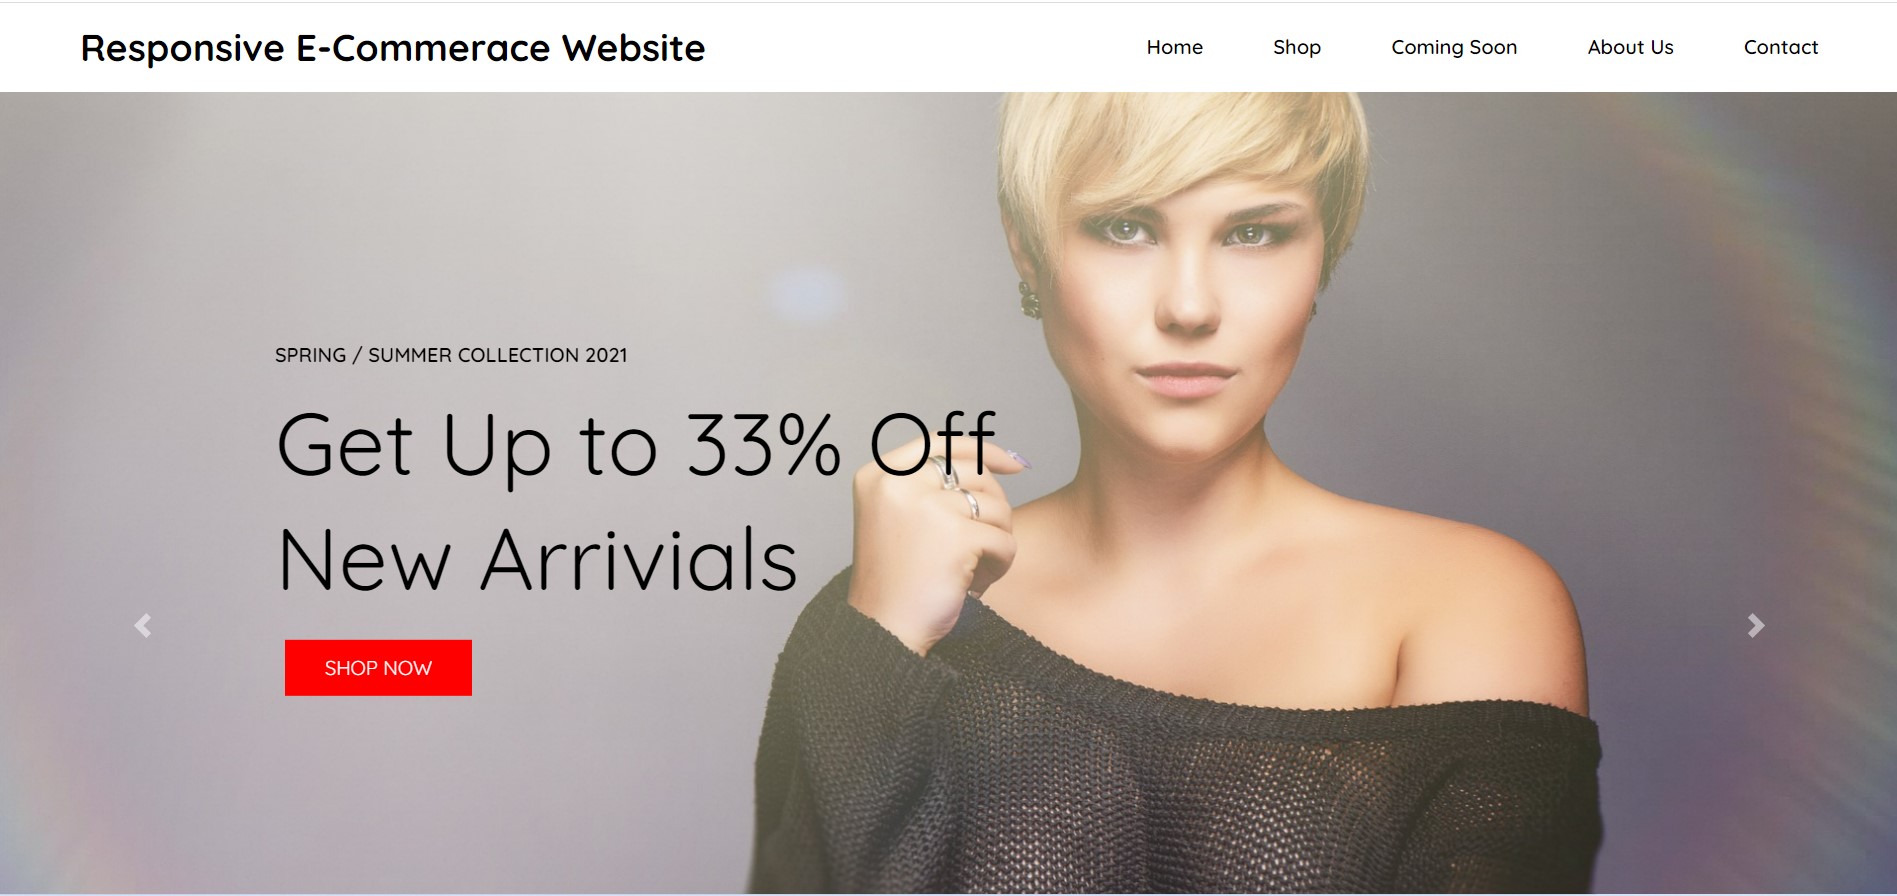 Responsive E-Commerace Website
Home Shop Coming Soon About Us Contact
SPRING / SUMMER COLLECTION 2021
Get Up to 33% Off
New Arrivials
SHOP NOW